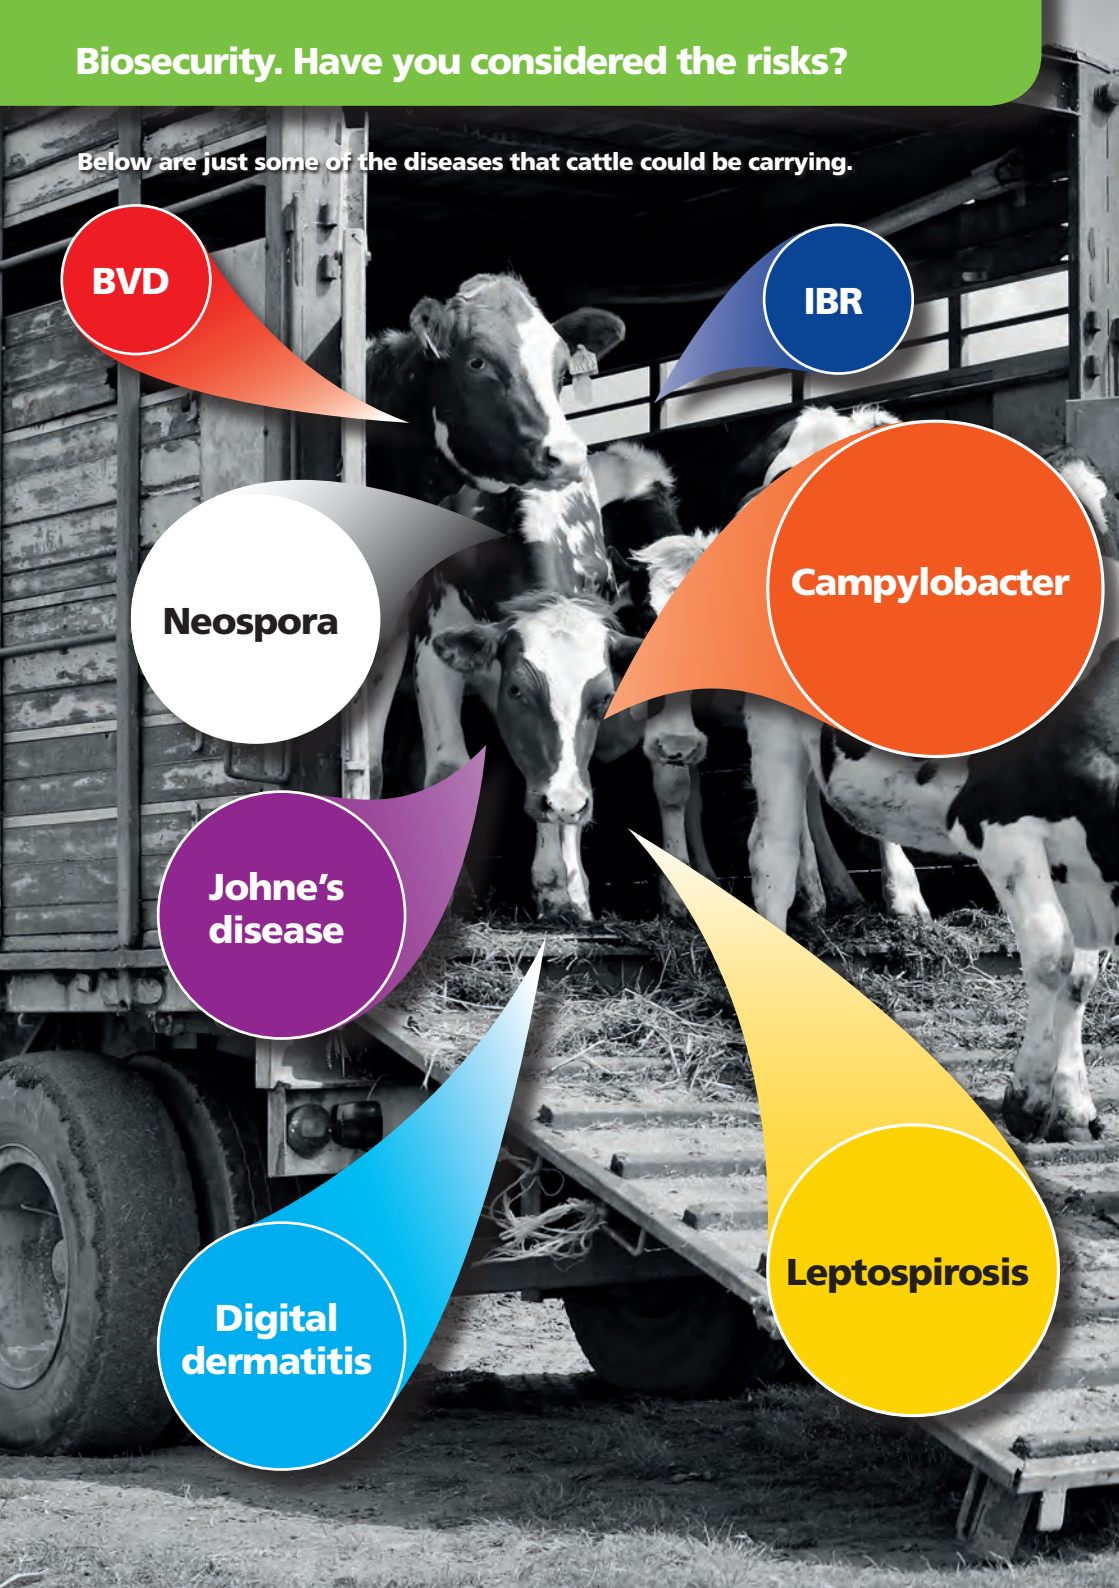 Biosecurity. Have you considered the risks?
Below are just some of the diseases that cattle could be carrying.
BVD
IBR
Campylobacter
Neospora
Johne’s
disease
Leptospirosis
Digital
dermatitis